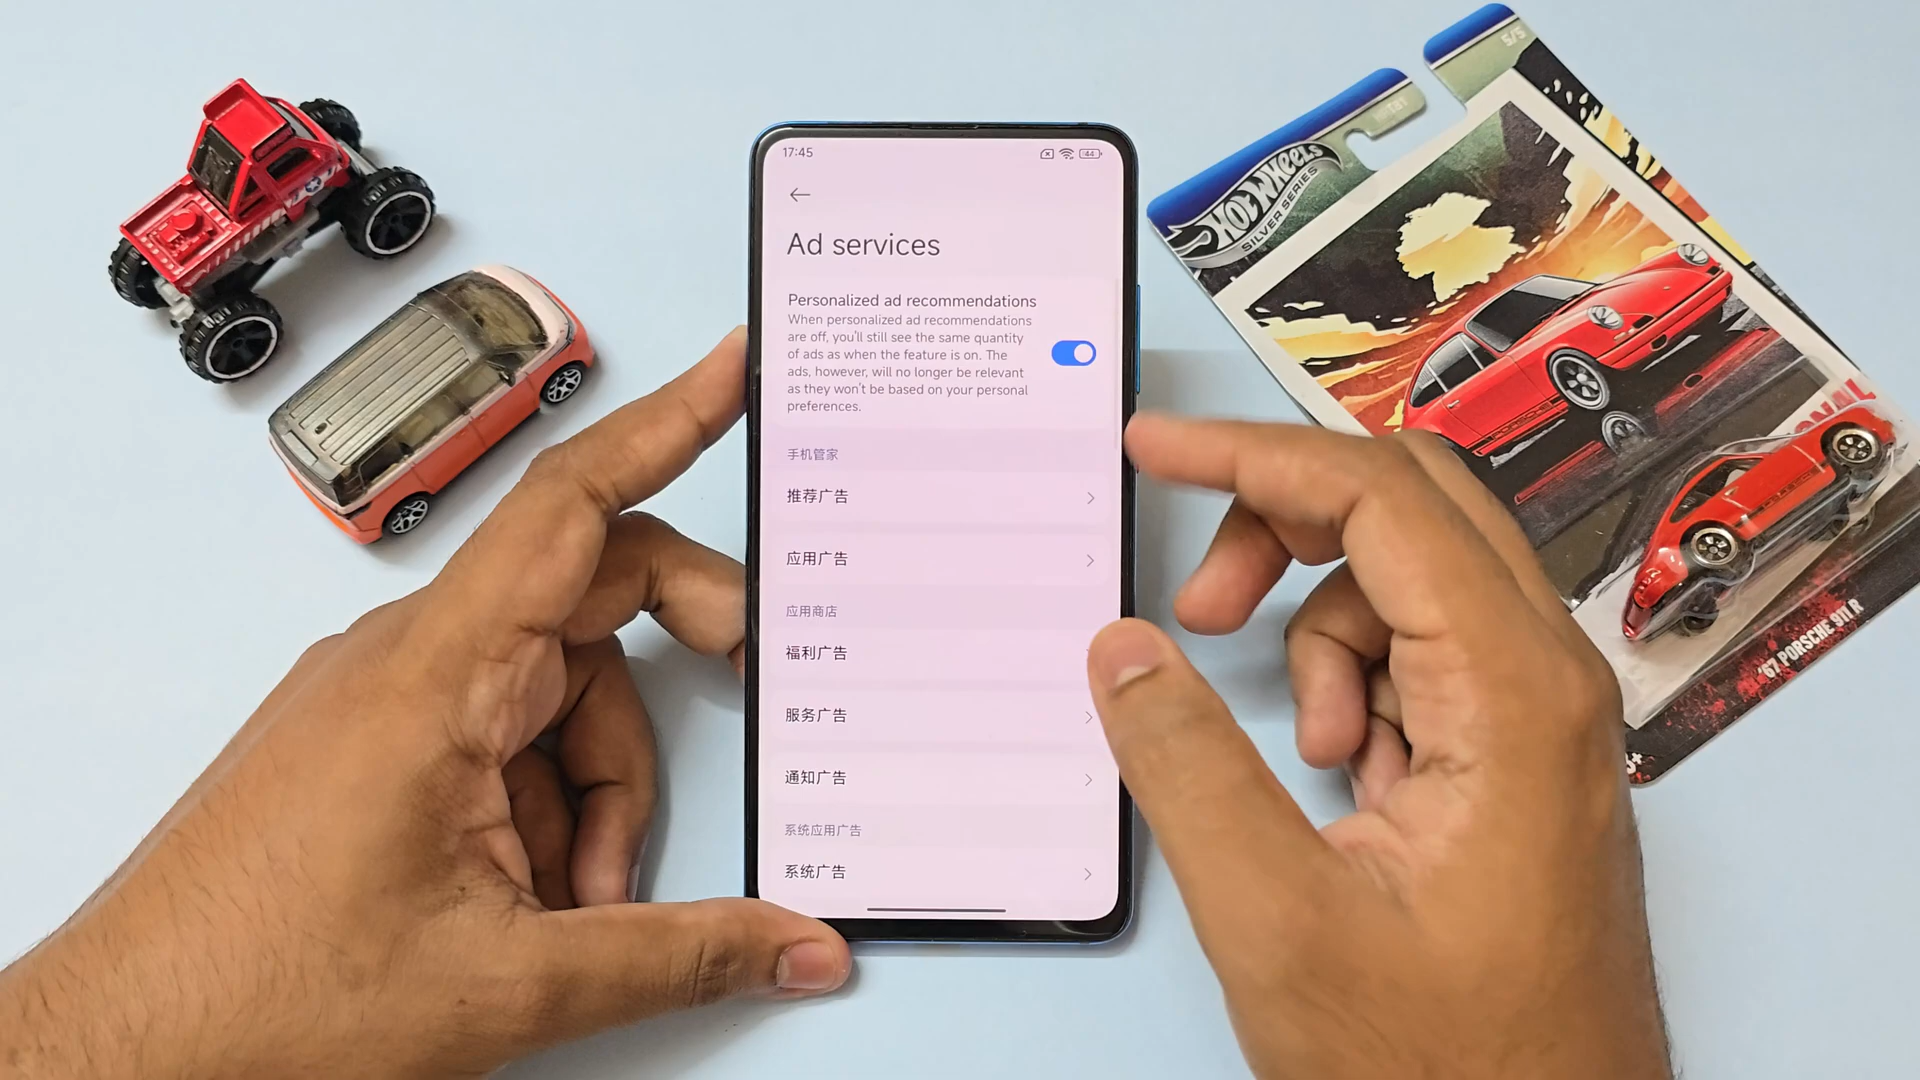 17:45
44
Ad services
Personalized ad recommendations
When personalized ad recommendations
are off, you'll still see the same quantity
of ads as when the feature is on. The
ads, however, will no longer be relevant
as they won't be based on your personal
preferences.
手机管家
推荐广告
应用广告
应用商店
福利广告
服务广告
通知广告
系统应用广告
系统广告
5/5
HOT WHEELS
SILVER SERIES
PORSCHE
'67 PORSCHE 911 R